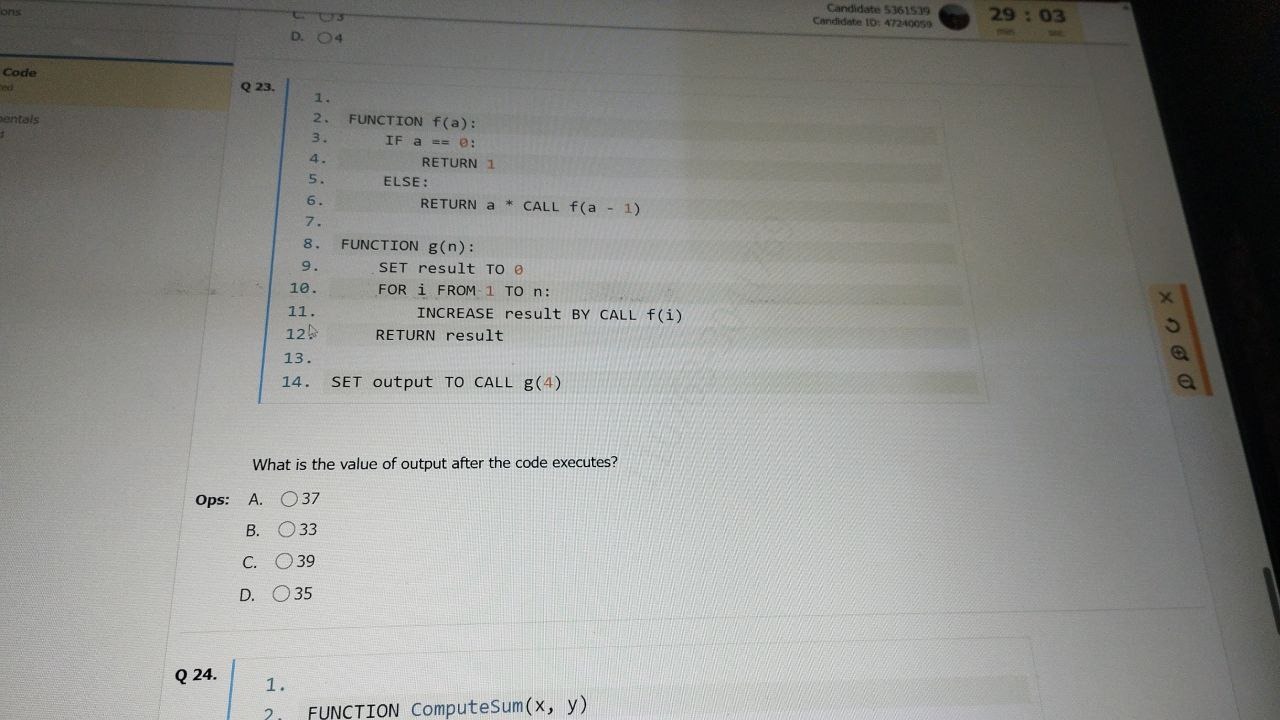 ons
Candidate 5361539
Candidate ID: 47240059
29 : 03
min
sec
D. 4
Code
Q 23.
1.
2. FUNCTION f(a):
3. IF a == 0:
4. RETURN 1
5. ELSE:
6. RETURN a * CALL f(a - 1)
7.
8. FUNCTION g(n):
9. SET result TO 0
10. FOR i FROM 1 TO n:
11. INCREASE result BY CALL f(i)
12. RETURN result
13.
14. SET output TO CALL g(4)
What is the value of output after the code executes?
Ops: A. 37
B. 33
C. 39
D. 35
Q 24.
1.
2. FUNCTION ComputeSum(x, y)